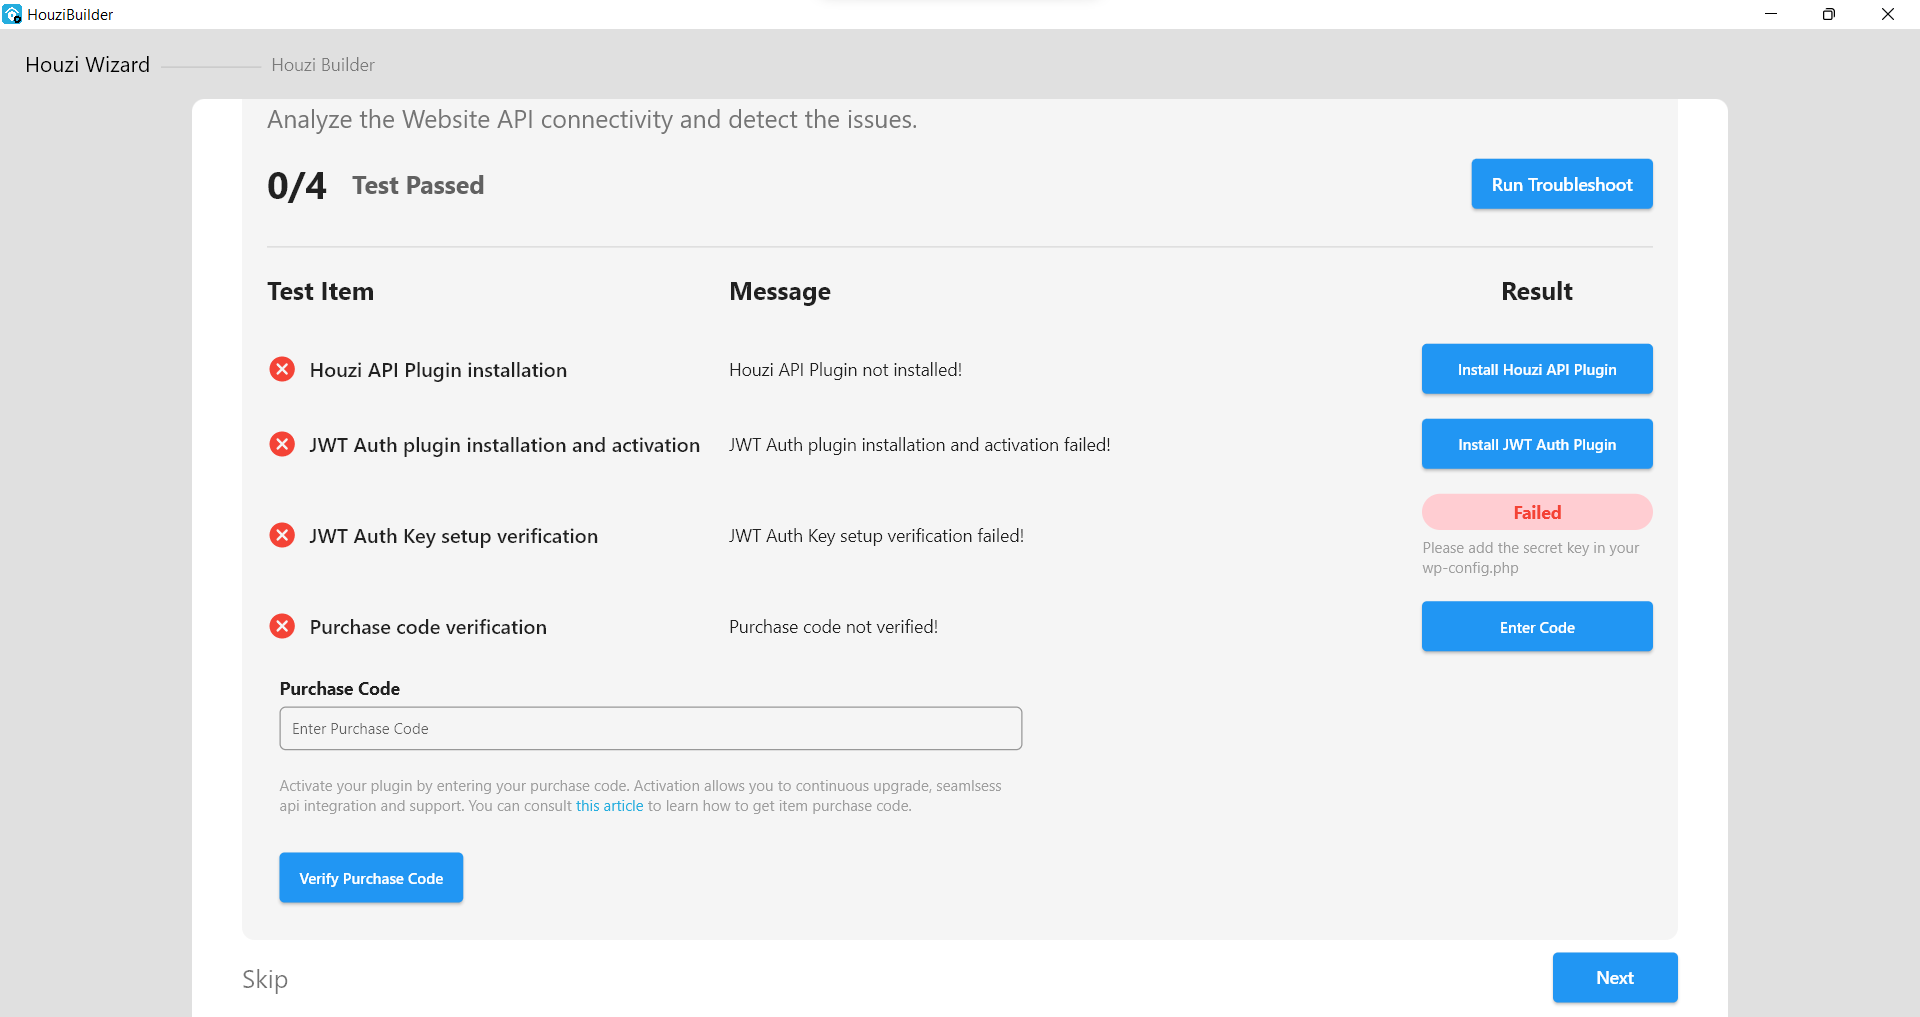 HouziBuilder
Houzi Wizard
Houzi Builder
Analyze the Website API connectivity and detect the issues.
0/4 Test Passed
Run Troubleshoot
Test Item Message Result
Houzi API Plugin installation Houzi API Plugin not installed! Install Houzi API Plugin
JWT Auth plugin installation and activation JWT Auth plugin installation and activation failed! Install JWT Auth Plugin
Failed
JWT Auth Key setup verification JWT Auth Key setup verification failed!
Please add the secret key in your
wp-config.php
Purchase code verification Purchase code not verified! Enter Code
Purchase Code
Enter Purchase Code
Activate your plugin by entering your purchase code. Activation allows you to continuous upgrade, seamlsess
api integration and support. You can consult this article to learn how to get item purchase code.
Verify Purchase Code
Skip
Next